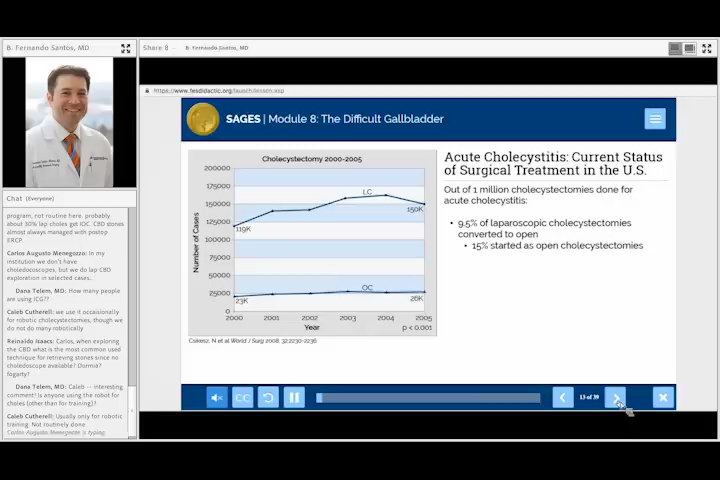 B. Fernando Santos, MD
Share 8 -
B. Fernando Santos, MD
https://www.fesdidactic.org/launch/lesson.asp
SAGES | Module 8: The Difficult Gallbladder
Cholecystectomy 2000-2005
200000
175000
150000
125000
100000
75000
50000
25000
0
Number of Cases
LC
119K
150K
OC
23K
26K
2000
2001
2002
2003
2004
2005
Year
p < 0.001
Csikesz, N et al World J Surg 2008; 32:2230-2236.
Acute Cholecystitis: Current Status
of Surgical Treatment in the U.S.
Out of 1 million cholecystectomies done for
acute cholecystitis:
• 9.5% of laparoscopic cholecystectomies
converted to open
• 15% started as open cholecystectomies
CC
13 of 39
Chat (Everyone)
program, not routine here. probably
about 30% lap choles get IOC. CBD stones
almost always managed with postop
ERCP
Carlos Augusto Menegozzo: In my
institution we don't have
choledocoscopes, but we do lap CBD
exploration in selected cases.
Dana Telem, MD: How many people
are using ICG??
Caleb Cutherell: we use it occaisionally
for robotic cholecystectomies, though we
do not do many robotically
Reinaldo Isaacs: Carlos, when exploring
the CBD what is the most common used
technique for retrieving stones since no
choledoscope available? Dormia?
fogarty?
Dana Telem, MD: Caleb -- interesting
comment! Is anyone using the robot for
choles (other than for training)?
Caleb Cutherell: Usually only for robotic
training. Not routinely done
Carlos Augusto Menegozzo is typing.